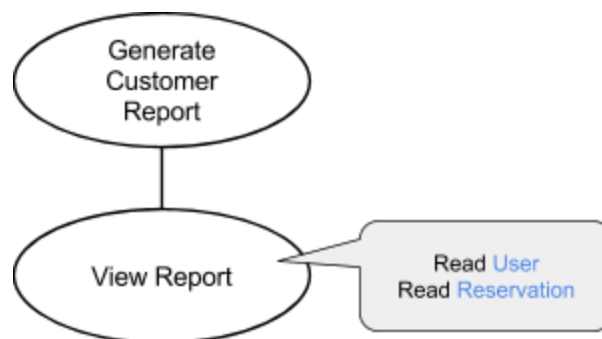 Generate
Customer
Report
View Report
Read User
Read Reservation